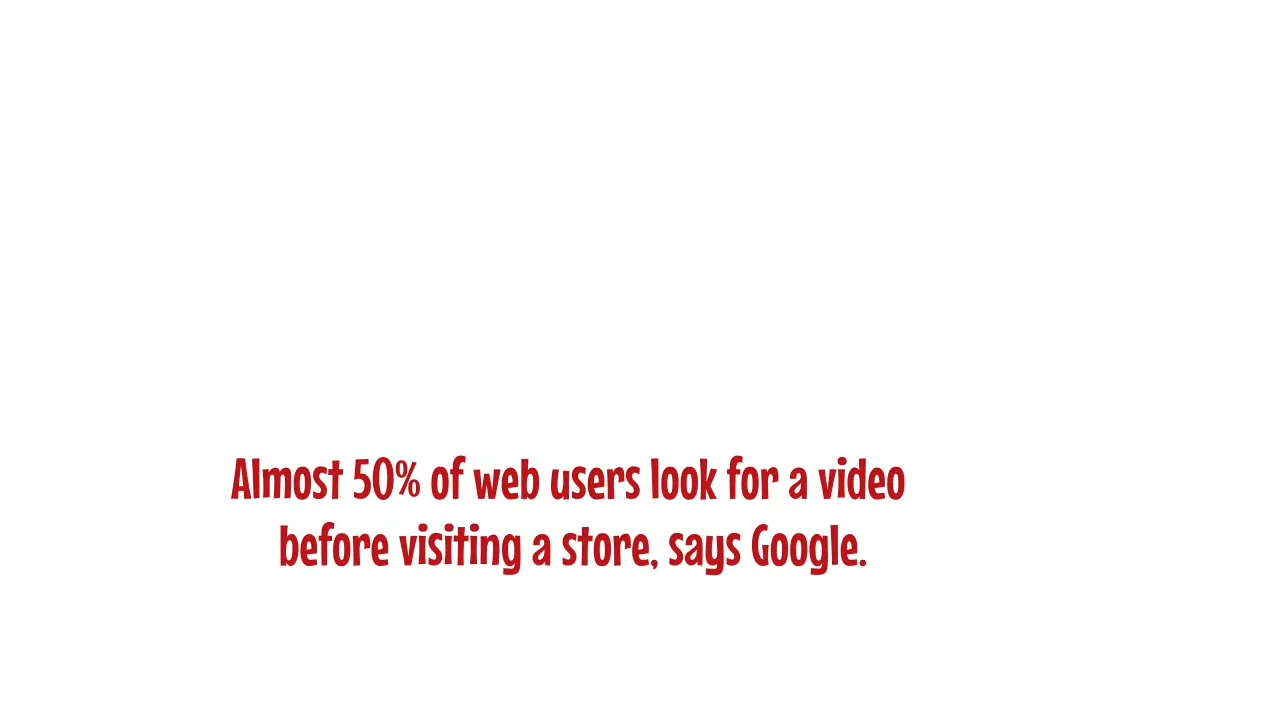 Almost 50% of web users look for a video
before visiting a store, says Google.